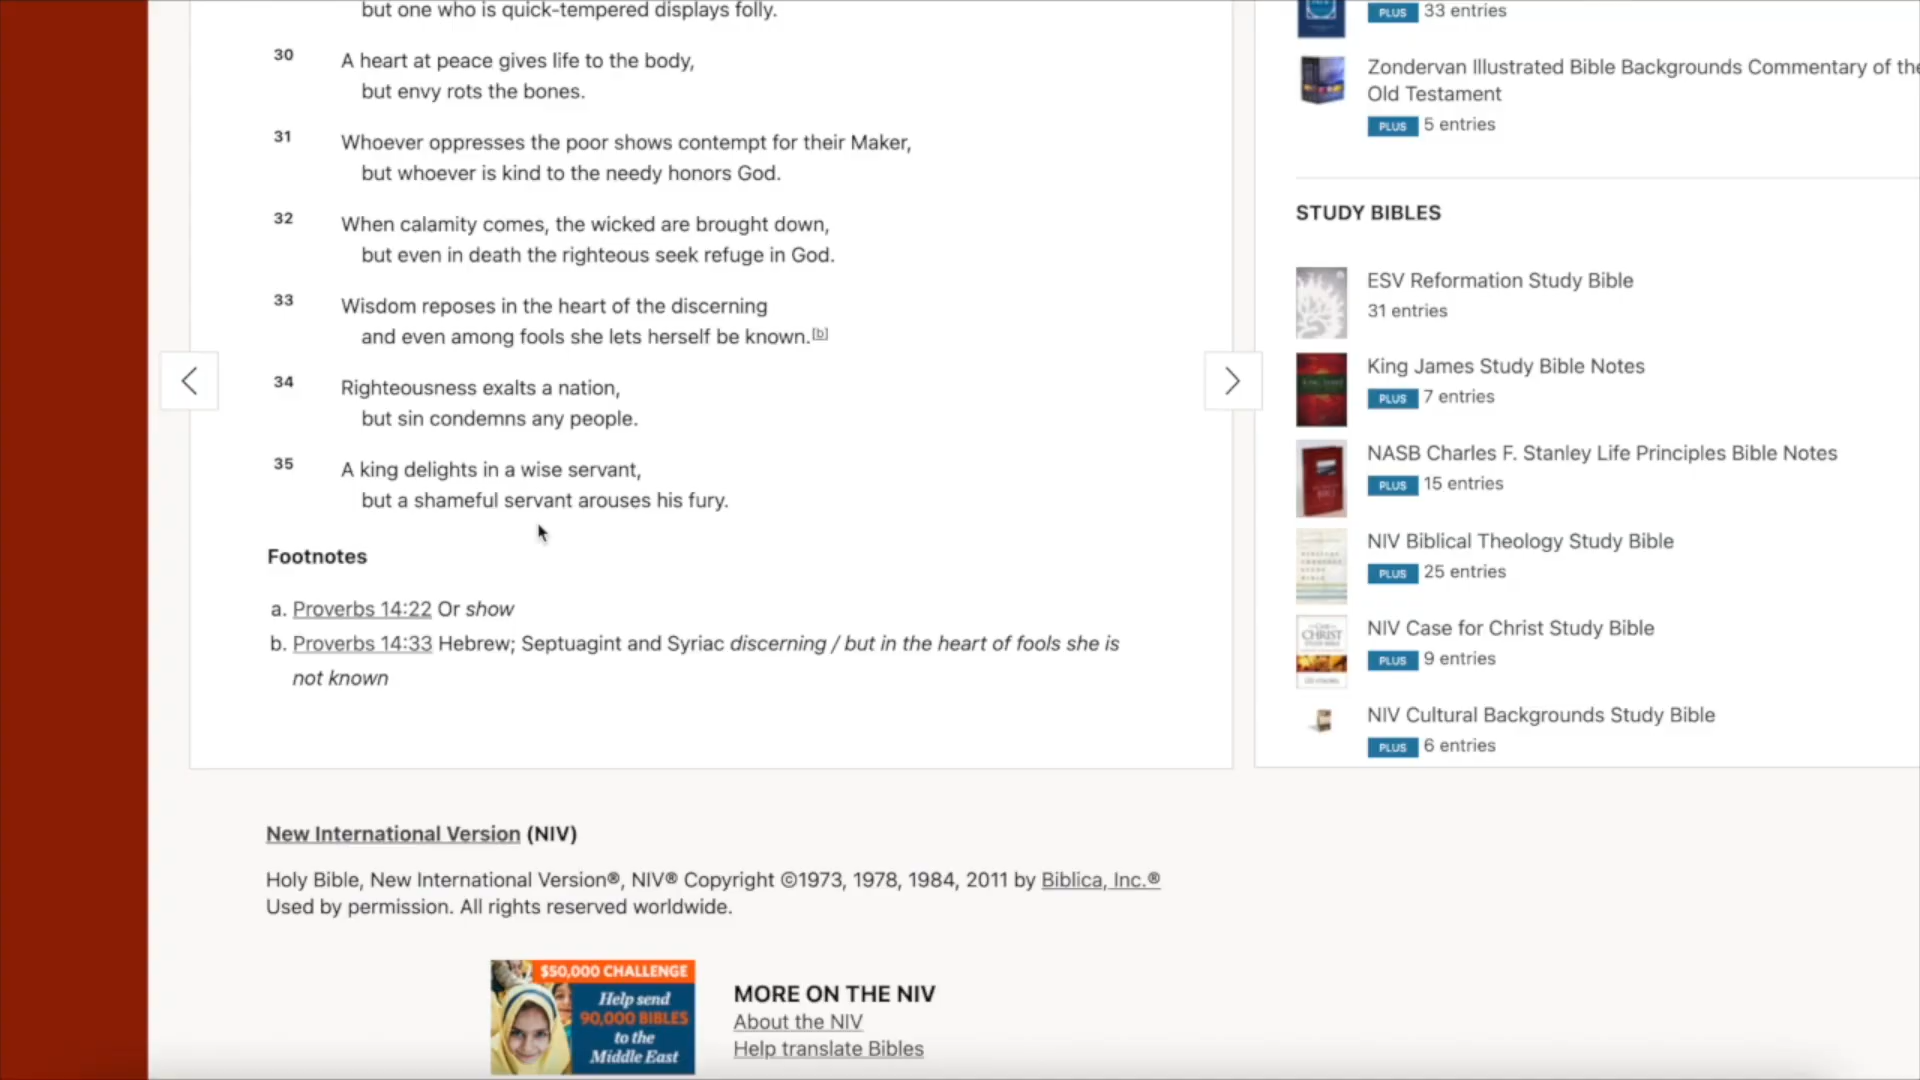 but one who is quick-tempered displays folly.
30 A heart at peace gives life to the body,
but envy rots the bones.
31 Whoever oppresses the poor shows contempt for their Maker,
but whoever is kind to the needy honors God.
32 When calamity comes, the wicked are brought down,
but even in death the righteous seek refuge in God.
33 Wisdom reposes in the heart of the discerning
and even among fools she lets herself be known.[b]
34 Righteousness exalts a nation,
but sin condemns any people.
35 A king delights in a wise servant,
but a shameful servant arouses his fury.
Footnotes
a. Proverbs 14:22 Or show
b. Proverbs 14:33 Hebrew; Septuagint and Syriac discerning / but in the heart of fools she is
not known
PLUS 33 entries
Zondervan Illustrated Bible Backgrounds Commentary of the
Old Testament
PLUS 5 entries
STUDY BIBLES
ESV Reformation Study Bible
31 entries
King James Study Bible Notes
PLUS 7 entries
NASB Charles F. Stanley Life Principles Bible Notes
PLUS 15 entries
NIV Biblical Theology Study Bible
PLUS 25 entries
CHRIST
NIV Case for Christ Study Bible
PLUS 9 entries
NIV Cultural Backgrounds Study Bible
PLUS 6 entries
New International Version (NIV)
Holy Bible, New International Version®, NIV® Copyright ©1973, 1978, 1984, 2011 by Biblica, Inc.®
Used by permission. All rights reserved worldwide.
$50,000 CHALLENGE
Help send
90,000 BIBLES
to the
Middle East
MORE ON THE NIV
About the NIV
Help translate Bibles